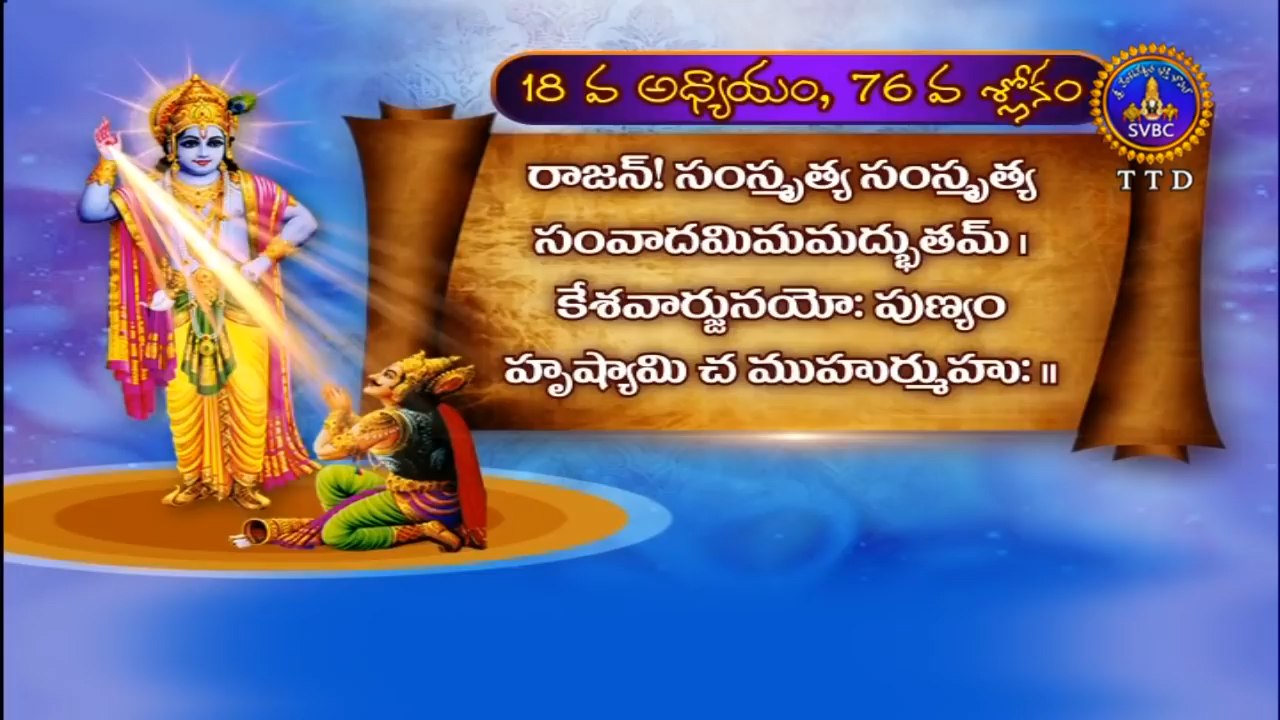 18 వ అధ్యాయం, 76 వ శ్లోకం
SVBC
TTD
రాజన్! సంస్మృత్య సంస్మృత్య
సంవాదమిమమద్భుతమ్ ।
కేశవార్జునయోః పుణ్యం
హృష్యామి చ ముహుర్ముహుః ॥